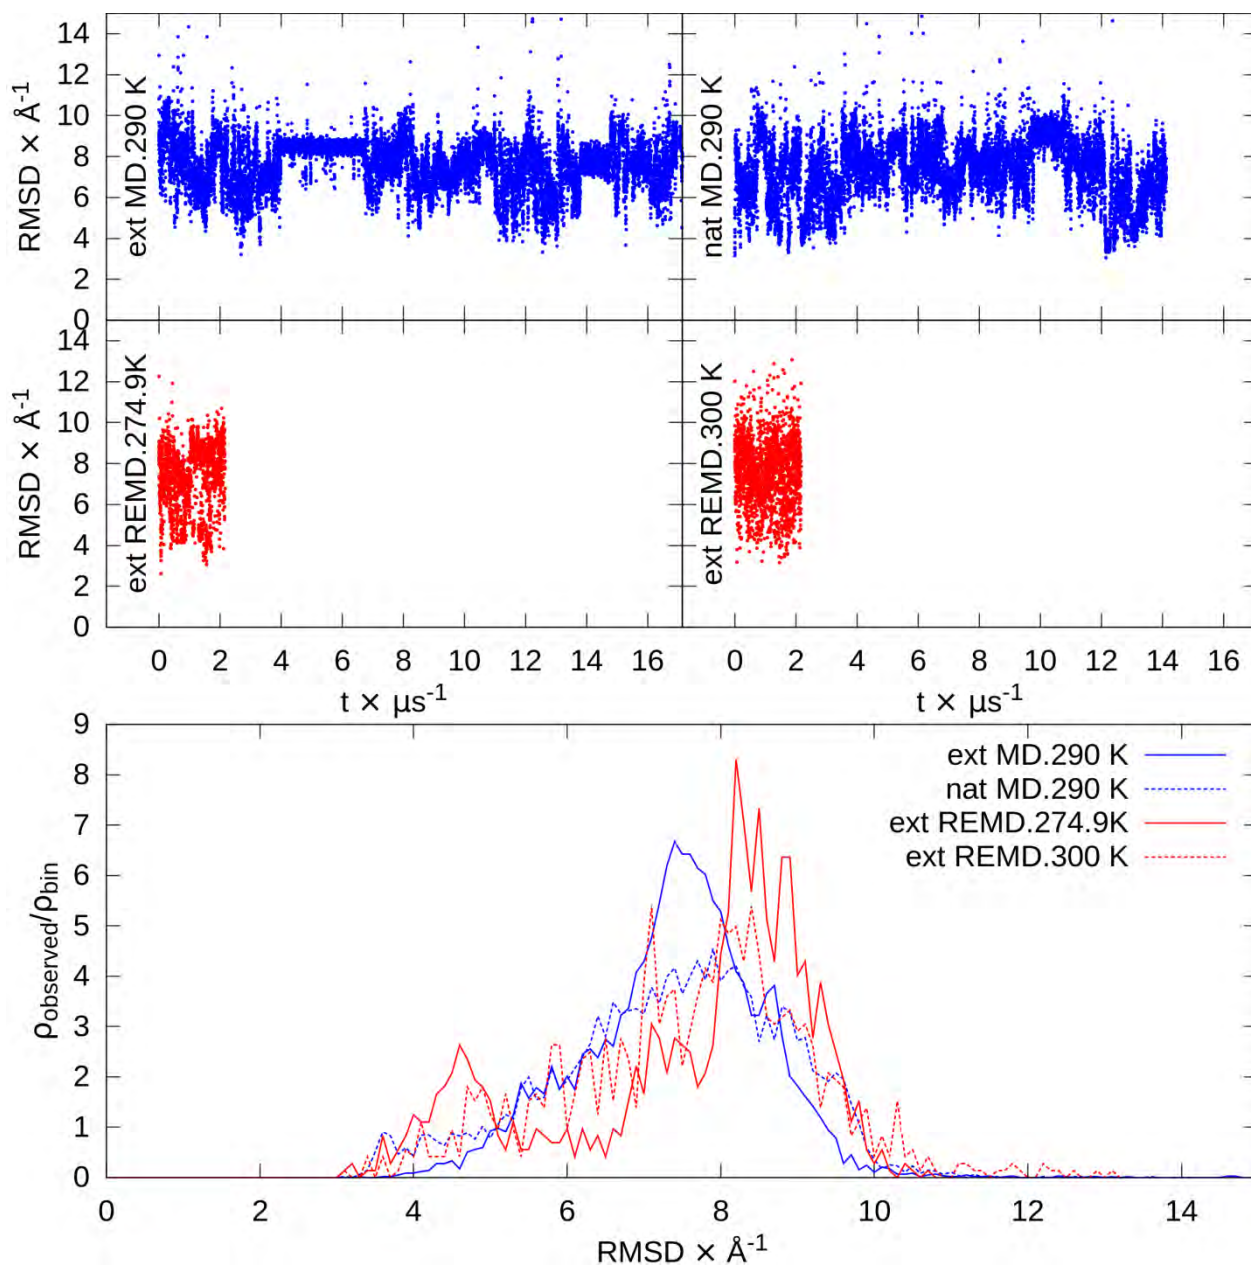 14
12
10
8
6
4
2
0
RMSD × Å-1
ext MD.290 K
nat MD.290 K
14
12
10
8
6
4
2
0
RMSD × Å-1
ext REMD.274.9K
ext REMD.300 K
0 2 4 6 8 10 12 14 16
0 2 4 6 8 10 12 14 16
t × µs-1
t × µs-1
9
8
7
6
5
4
3
2
1
0
ρobserved/ρbin
ext MD.290 K
nat MD.290 K
ext REMD.274.9K
ext REMD.300 K
0 2 4 6 8 10 12 14
RMSD × Å-1